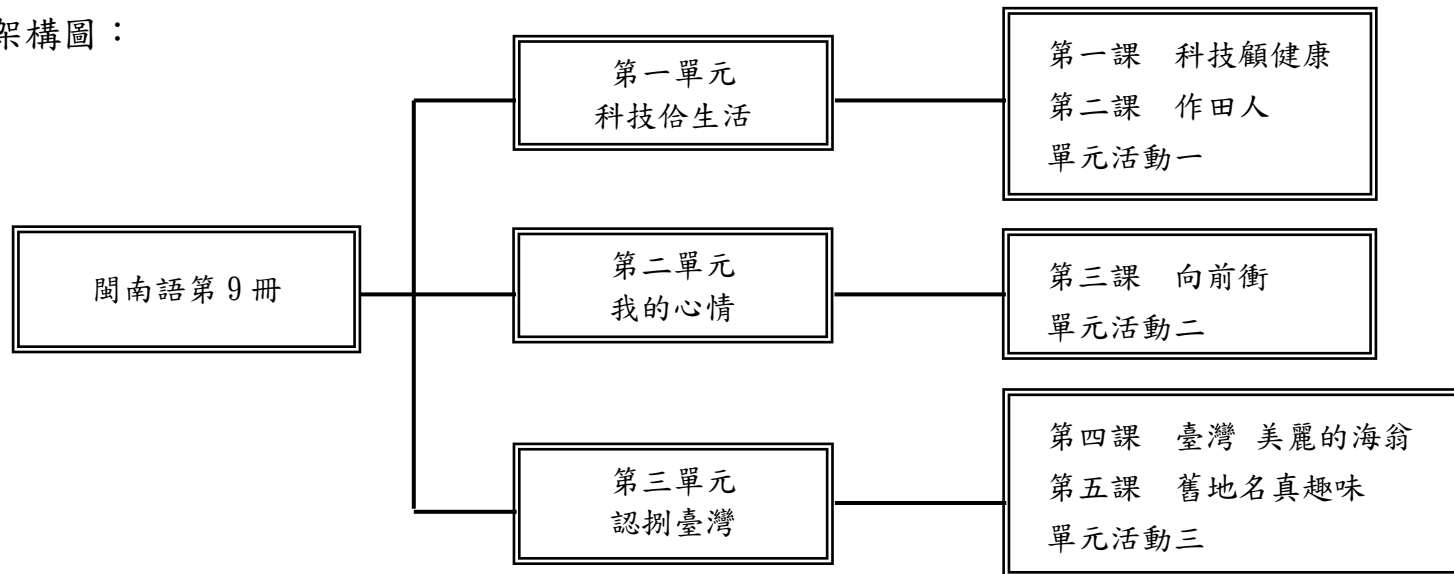 架構圖：
第一單元
科技佮生活
第一課　科技顧健康
第二課　作田人
單元活動一
閩南語第9冊
第二單元
我的心情
第三課　向前衝
單元活動二
第三單元
認捌臺灣
第四課　臺灣 美麗的海翁
第五課　舊地名真趣味
單元活動三